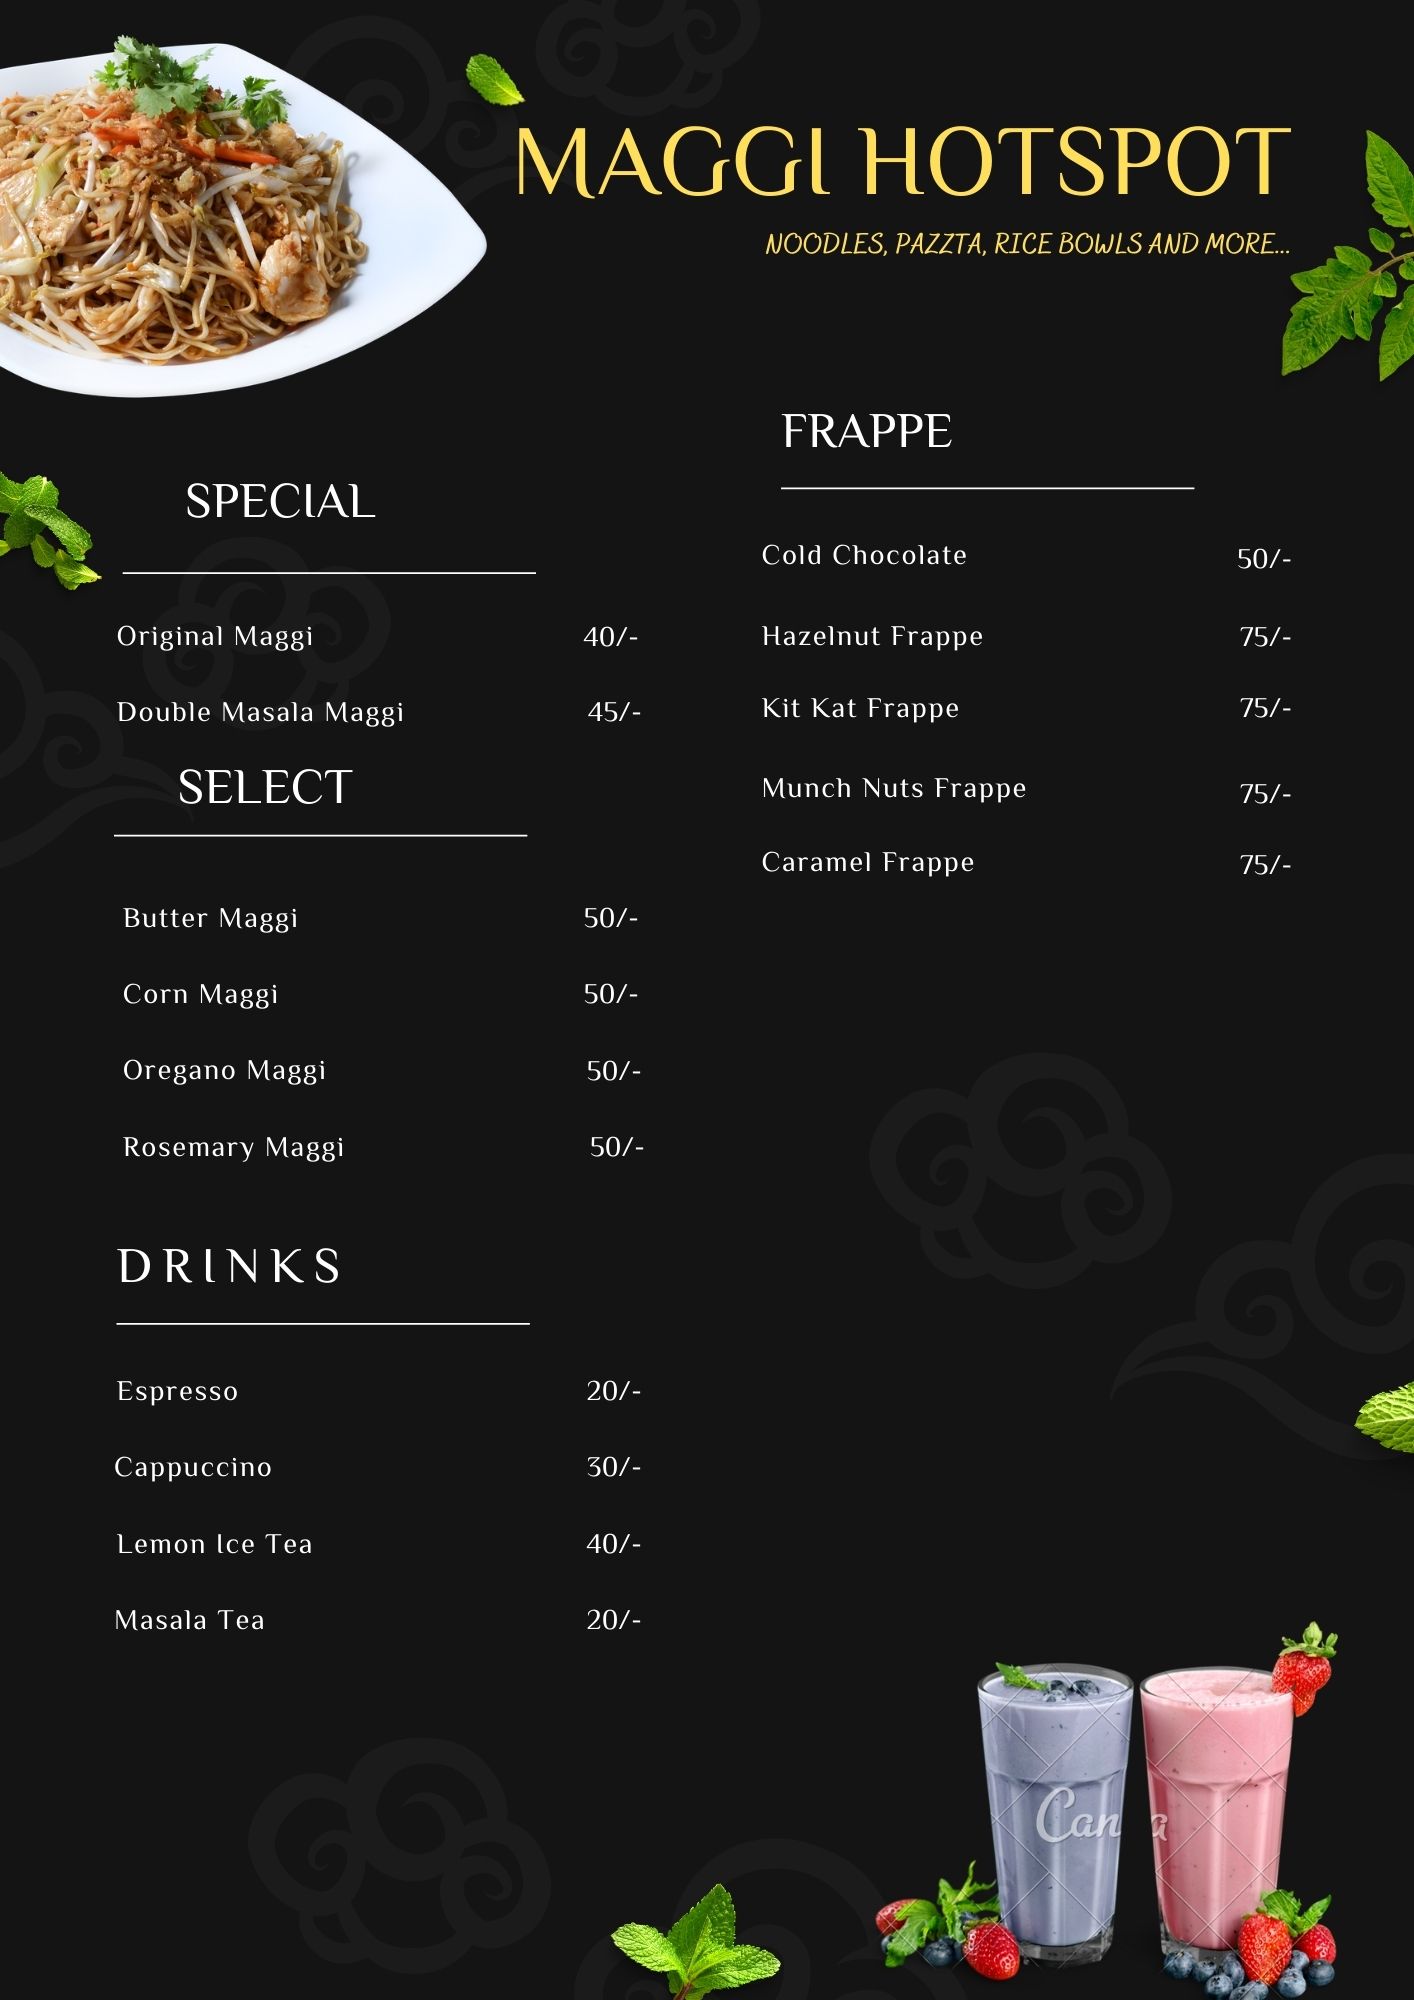 MAGGI HOTSPOT
NOODLES, PAZZTA, RICE BOWLS AND MORE...
SPECIAL
Original Maggi 40/-
Double Masala Maggi 45/-
SELECT
Butter Maggi 50/-
Corn Maggi 50/-
Oregano Maggi 50/-
Rosemary Maggi 50/-
DRINKS
Espresso 20/-
Cappuccino 30/-
Lemon Ice Tea 40/-
Masala Tea 20/-
FRAPPE
Cold Chocolate 50/-
Hazelnut Frappe 75/-
Kit Kat Frappe 75/-
Munch Nuts Frappe 75/-
Caramel Frappe 75/-
Canva